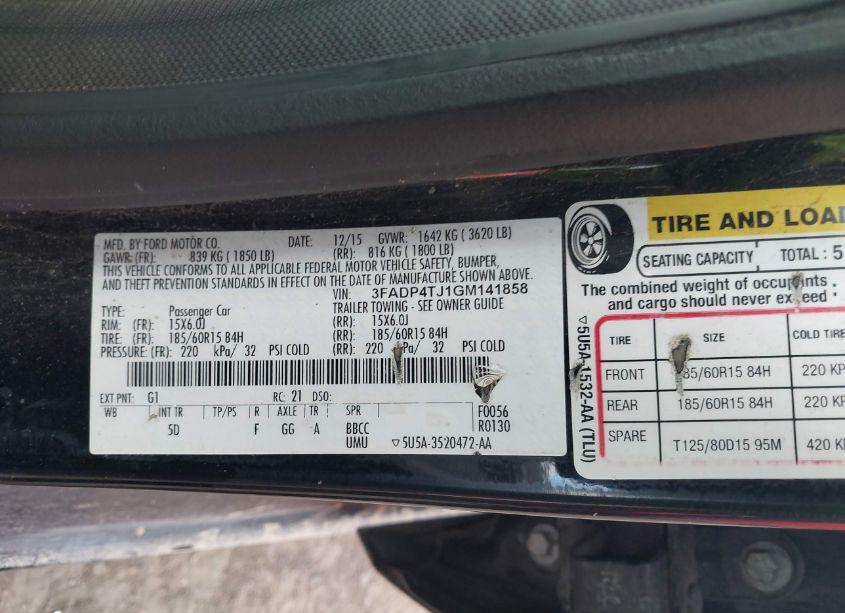 MFD. BY FORD MOTOR CO. DATE: 12/15 GVWR: 1642 KG ( 3620 LB)
GAWR: (FR): 839 KG ( 1850 LB) (RR): 816 KG ( 1800 LB)
THIS VEHICLE CONFORMS TO ALL APPLICABLE FEDERAL MOTOR VEHICLE SAFETY, BUMPER,
AND THEFT PREVENTION STANDARDS IN EFFECT ON THE DATE OF MANUFACTURE SHOWN ABOVE.
VIN: 3FADP4TJ1GM141858
TYPE: Passenger Car TRAILER TOWING - SEE OWNER GUIDE
RIM: (FR): 15X6.0J (RR): 15X6.0J
TIRE: (FR): 185/60R15 84H (RR): 185/60R15 84H
PRESSURE: (FR) 220 kPa/ 32 PSI COLD (RR): 220 kPa/ 32 PSI COLD
EXT PNT: G1 RC: 21 DSO:
WB INT TR TP/PS R AXLE TR SPR F0056
5D F GG A BBCC R0130
UMU ▽5U5A-3520472-AA
TIRE AND LOAD
SEATING CAPACITY TOTAL : 5
The combined weight of occupants
and cargo should never exceed
TIRE SIZE COLD TIRE
FRONT 85/60R15 84H 220 KP
REAR 185/60R15 84H 220 KP
SPARE T125/80D15 95M 420 KP
▽5U5A-1532-AA (TLU)